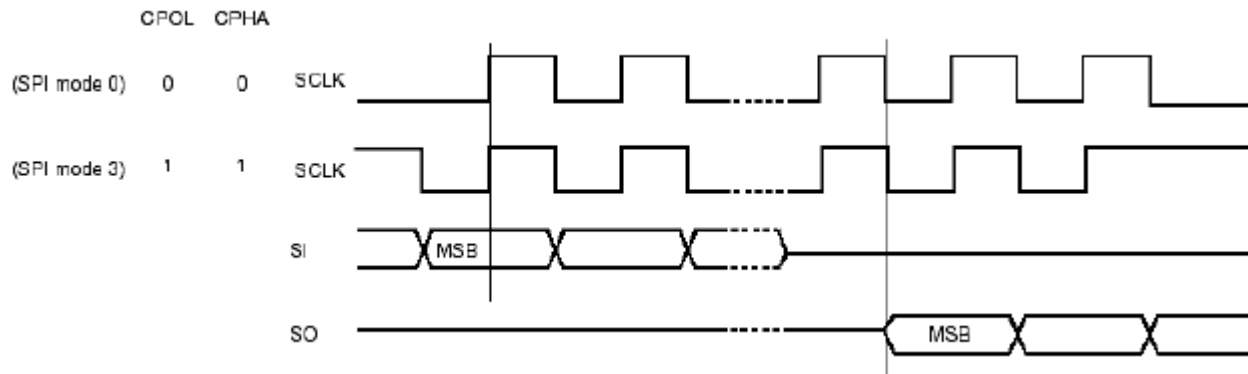 CPOL CPHA
(SPI mode 0) 0 0 SCLK
(SPI mode 3) 1 1 SCLK
SI MSB
SO MSB